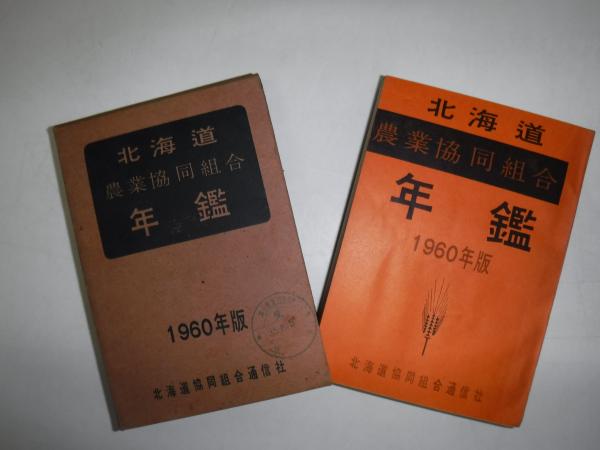 北海道
農業協同組合
年鑑
1960年版
北海道協同組合通信社
北海道
農業協同組合
年鑑
1960年版
北海道協同組合通信社